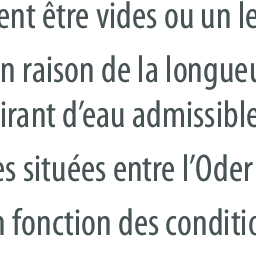 ent être vides ou un le
n raison de la longueu
irant d’eau admissible
es situées entre l’Oder
n fonction des conditio